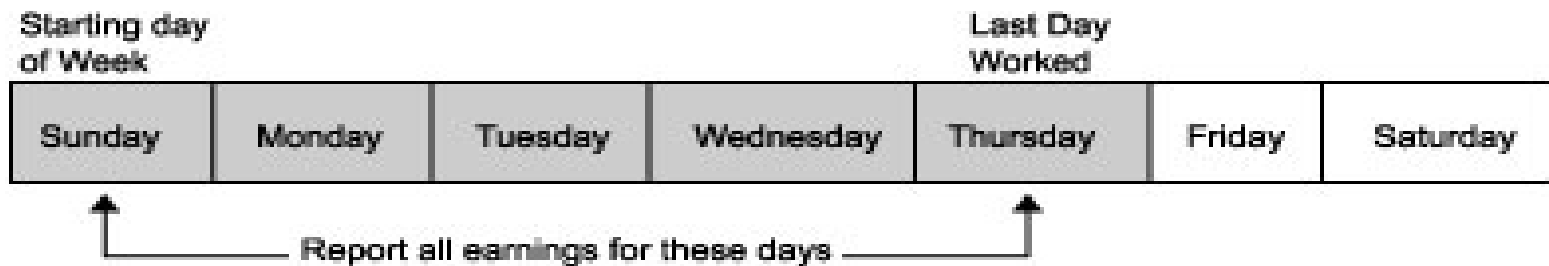 Starting day
of Week
Last Day
Worked
Sunday Monday Tuesday Wednesday Thursday Friday Saturday
Report all earnings for these days